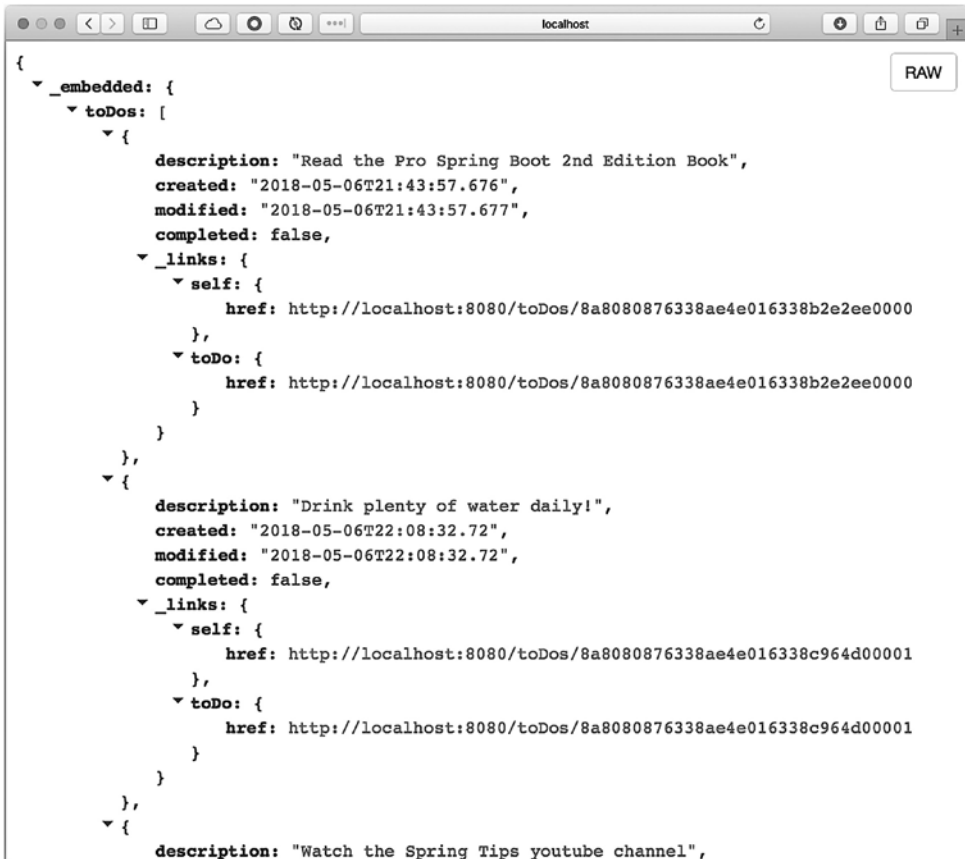 localhost
RAW
{
_embedded: {
toDos: [
{
description: "Read the Pro Spring Boot 2nd Edition Book",
created: "2018-05-06T21:43:57.676",
modified: "2018-05-06T21:43:57.677",
completed: false,
_links: {
self: {
href: http://localhost:8080/toDos/8a8080876338ae4e016338b2e2ee0000
},
toDo: {
href: http://localhost:8080/toDos/8a8080876338ae4e016338b2e2ee0000
}
}
},
{
description: "Drink plenty of water daily!",
created: "2018-05-06T22:08:32.72",
modified: "2018-05-06T22:08:32.72",
completed: false,
_links: {
self: {
href: http://localhost:8080/toDos/8a8080876338ae4e016338c964d00001
},
toDo: {
href: http://localhost:8080/toDos/8a8080876338ae4e016338c964d00001
}
}
},
{
description: "Watch the Spring Tips youtube channel",